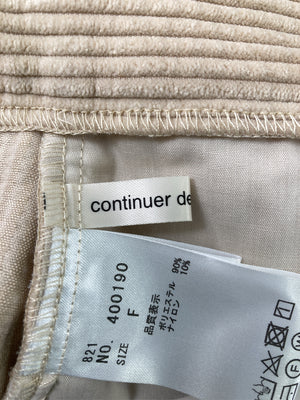 continuer de
821
NO. 400190
SIZE F
品質表示
ポリエステル 90%
ナイロン 10%